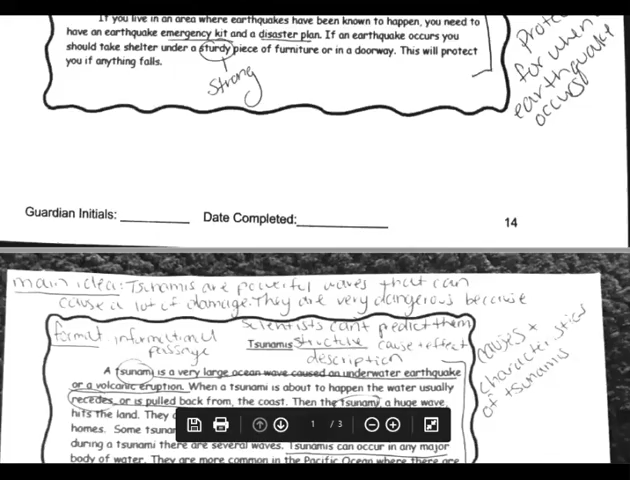 If you live in an area where earthquakes have been known to happen, you need to
have an earthquake emergency kit and a disaster plan. If an earthquake occurs you
should take shelter under a sturdy piece of furniture or in a doorway. This will protect
you if anything falls.
strong
for when
earthquake
occurs
Guardian Initials: Date Completed:
14
main idea: Tsunamis are powerful waves that can
cause a lot of damage. They are very dangerous because
scientists can't predict them
format: informational
passage
Tsunamis
structure
cause + effect
description
causes +
characteristics
of tsunamis
A tsunami is a very large ocean wave caused an underwater earthquake
or a volcanic eruption. When a tsunami is about to happen the water usually
recedes, or is pulled back from, the coast. Then the tsunami, a huge wave,
hits the land. They
homes. Some
during a tsunami there are several waves. Tsunamis can occur in any major
body of water. They are more common in the Pacific Ocean where there are
1 / 3